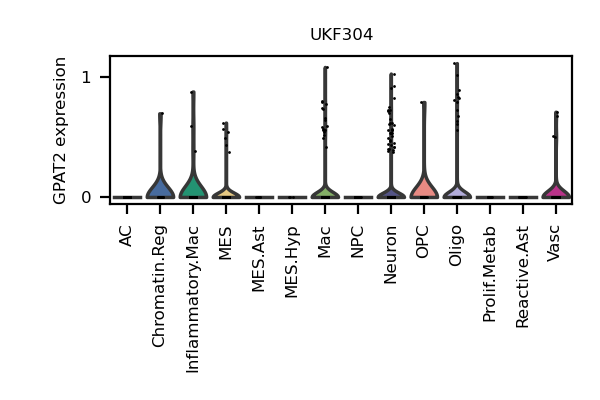 UKF304
GPAT2 expression
1
0
AC
Chromatin.Reg
Inflammatory.Mac
MES
MES.Ast
MES.Hyp
Mac
NPC
Neuron
OPC
Oligo
Prolif.Metab
Reactive.Ast
Vasc